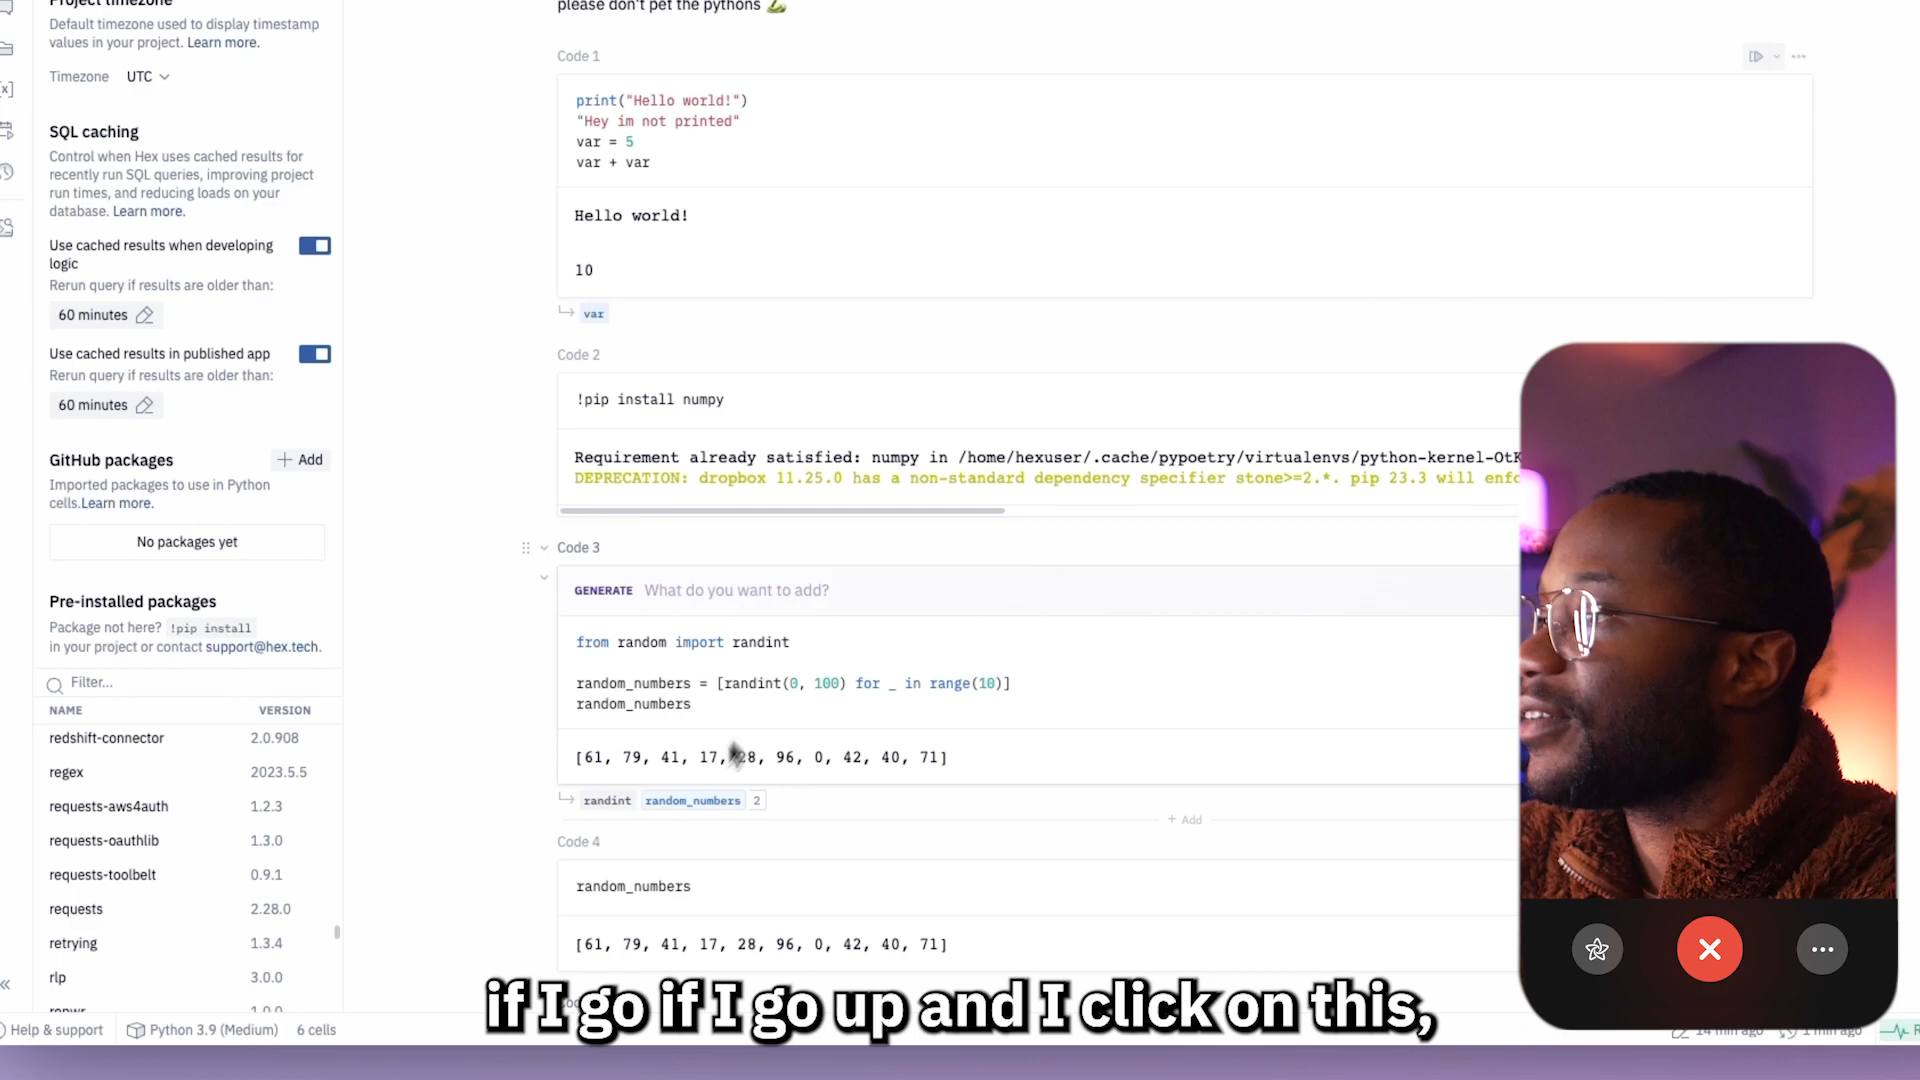 Project timezone
Default timezone used to display timestamp
values in your project. Learn more.
Timezone UTC
SQL caching
Control when Hex uses cached results for
recently run SQL queries, improving project
run times, and reducing loads on your
database. Learn more.
Use cached results when developing
logic
Rerun query if results are older than:
60 minutes
Use cached results in published app
Rerun query if results are older than:
60 minutes
GitHub packages
+ Add
Imported packages to use in Python
cells.Learn more.
No packages yet
Pre-installed packages
Package not here? !pip install
in your project or contact support@hex.tech.
Filter...
NAME VERSION
redshift-connector 2.0.908
regex 2023.5.5
requests-aws4auth 1.2.3
requests-oauthlib 1.3.0
requests-toolbelt 0.9.1
requests 2.28.0
retrying 1.3.4
rlp 3.0.0
please don't pet the pythons
Code 1
print("Hello world!")
"Hey im not printed"
var = 5
var + var
Hello world!
10
var
Code 2
!pip install numpy
Requirement already satisfied: numpy in /home/hexuser/.cache/pypoetry/virtualenvs/python-kernel-OtK
DEPRECATION: dropbox 11.25.0 has a non-standard dependency specifier stone>=2.*. pip 23.3 will enfo
Code 3
GENERATE What do you want to add?
from random import randint
random_numbers = [randint(0, 100) for _ in range(10)]
random_numbers
[61, 79, 41, 17, 28, 96, 0, 42, 40, 71]
randint random_numbers 2
+ Add
Code 4
random_numbers
[61, 79, 41, 17, 28, 96, 0, 42, 40, 71]
if I go if I go up and I click on this,
Help & support Python 3.9 (Medium) 6 cells
14 min ago 1 min ago